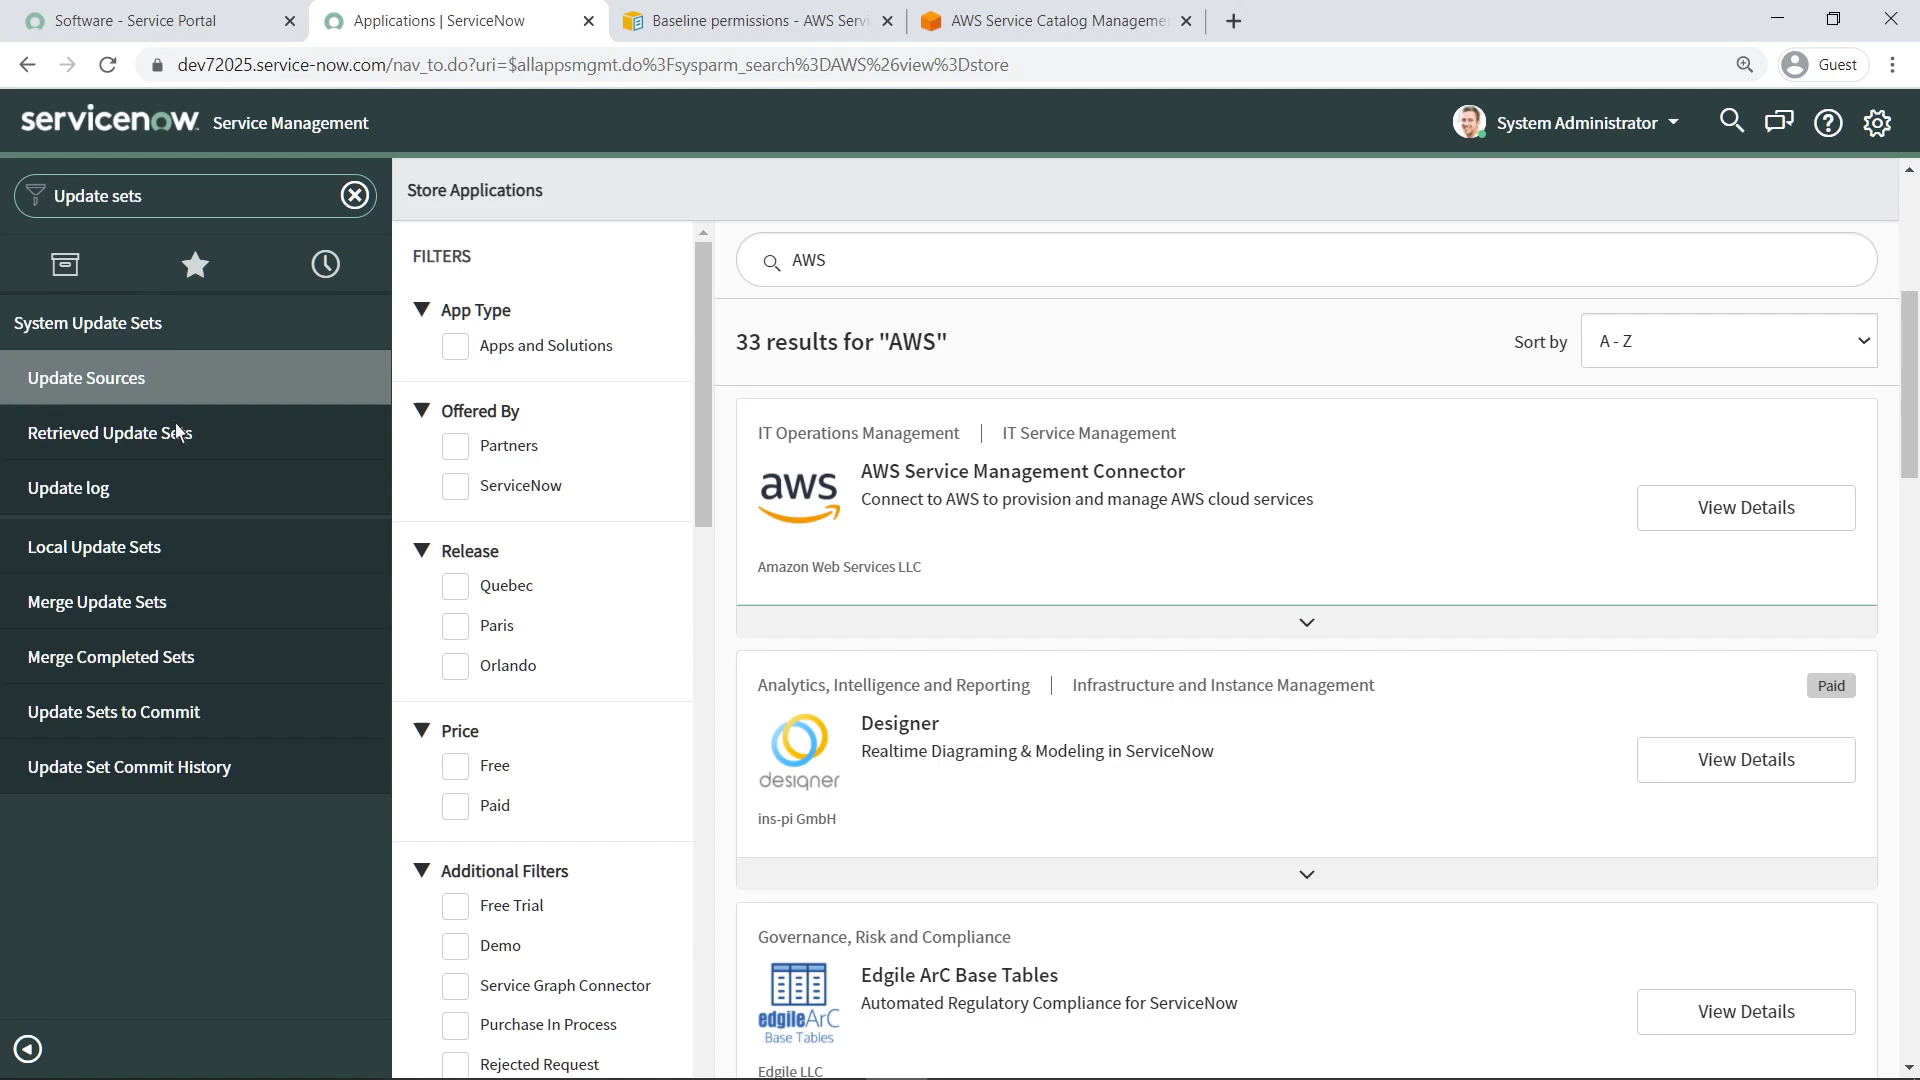 Software - Service Portal
Applications | ServiceNow
Baseline permissions - AWS Servi
AWS Service Catalog Manageme
dev72025.service-now.com/nav_to.do?uri=$allappsmgmt.do%3Fsysparm_search%3DAWS%26view%3Dstore
Guest
servicenow Service Management
System Administrator
Update sets
System Update Sets
Update Sources
Retrieved Update Sets
Update log
Local Update Sets
Merge Update Sets
Merge Completed Sets
Update Sets to Commit
Update Set Commit History
Store Applications
FILTERS
App Type
Apps and Solutions
Offered By
Partners
ServiceNow
Release
Quebec
Paris
Orlando
Price
Free
Paid
Additional Filters
Free Trial
Demo
Service Graph Connector
Purchase In Process
Rejected Request
AWS
33 results for "AWS"
Sort by
A - Z
IT Operations Management | IT Service Management
aws
AWS Service Management Connector
Connect to AWS to provision and manage AWS cloud services
View Details
Amazon Web Services LLC
Analytics, Intelligence and Reporting | Infrastructure and Instance Management
Paid
designer
Designer
Realtime Diagraming & Modeling in ServiceNow
View Details
ins-pi GmbH
Governance, Risk and Compliance
edgileArC
Base Tables
Edgile ArC Base Tables
Automated Regulatory Compliance for ServiceNow
View Details
Edgile LLC